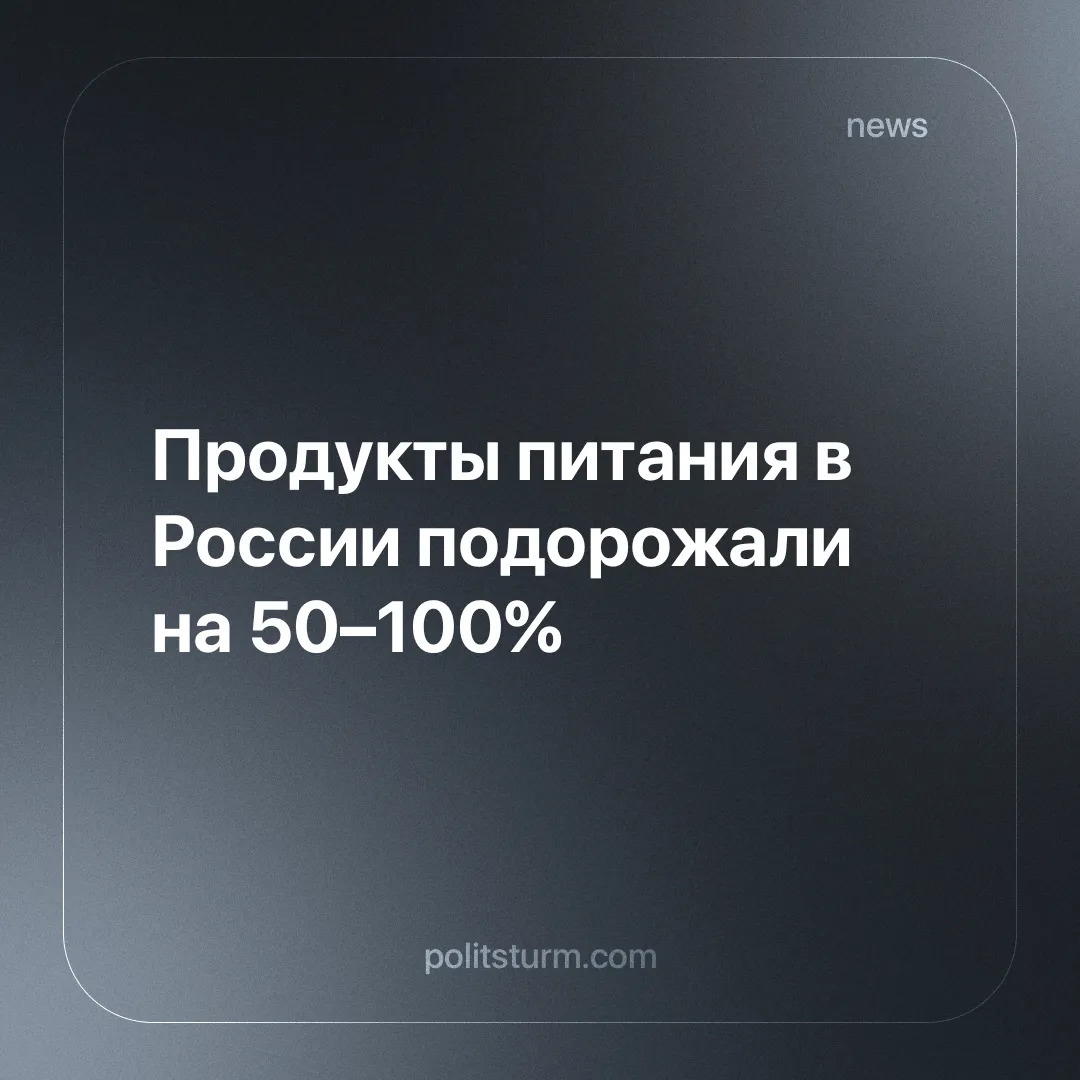 news
Продукты питания в
России подорожали
на 50–100%
politsturm.com